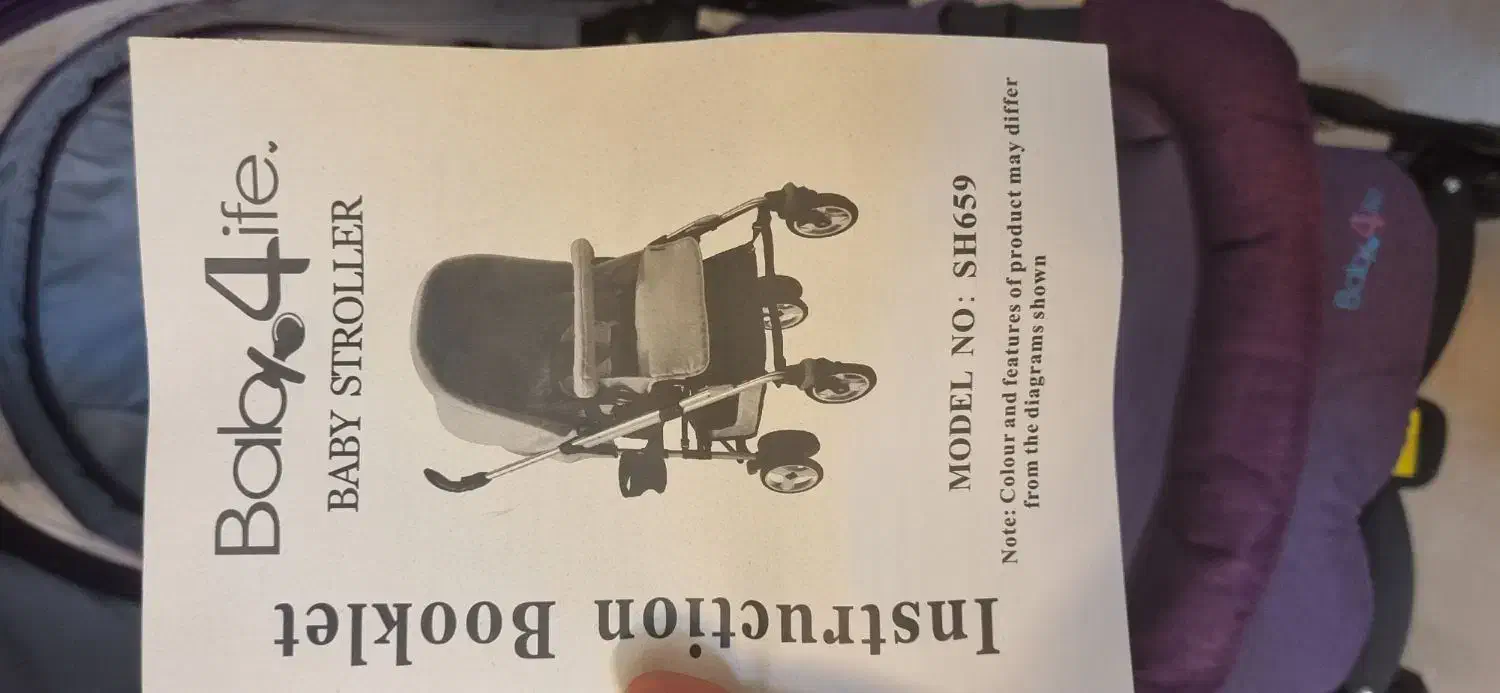 Baby4life.
BABY STROLLER
MODEL NO: SH659
Note: Colour and features of product may differ
from the diagrams shown
Instruction Booklet
Baby4